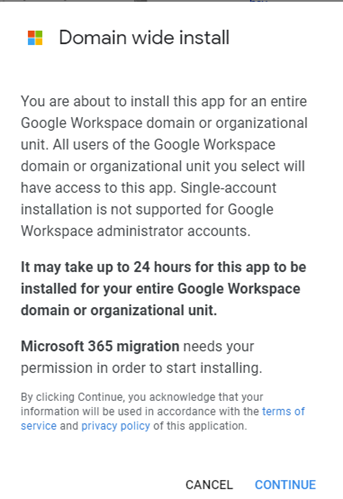 Domain wide install
You are about to install this app for an entire
Google Workspace domain or organizational
unit. All users of the Google Workspace
domain or organizational unit you select will
have access to this app. Single-account
installation is not supported for Google
Workspace administrator accounts.
It may take up to 24 hours for this app to be
installed for your entire Google Workspace
domain or organizational unit.
Microsoft 365 migration needs your
permission in order to start installing.
By clicking Continue, you acknowledge that your
information will be used in accordance with the terms of
service and privacy policy of this application.
CANCEL CONTINUE